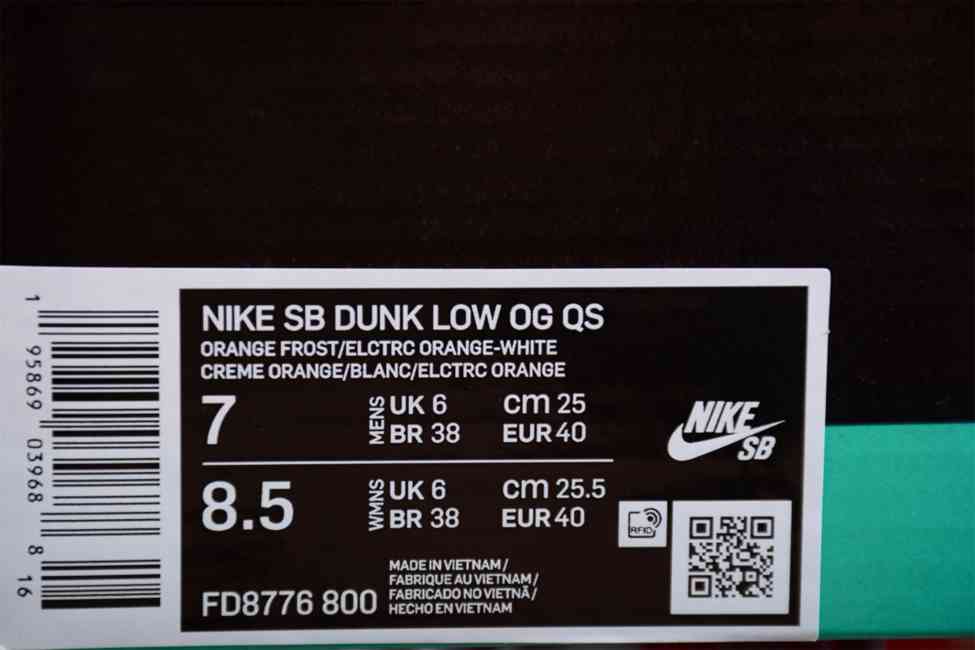 NIKE SB DUNK LOW OG QS
ORANGE FROST/ELCTRC ORANGE-WHITE
CREME ORANGE/BLANC/ELCTRC ORANGE
7
MENS
UK 6
cm 25
BR 38
EUR 40
8.5
WMNS
UK 6
cm 25.5
BR 38
EUR 40
FD8776 800
MADE IN VIETNAM /
FABRIQUE AU VIETNAM /
FABRICADO NO VIETNÃ /
HECHO EN VIETNAM
NIKE
SB
RFID
1 95869 03968 8
16